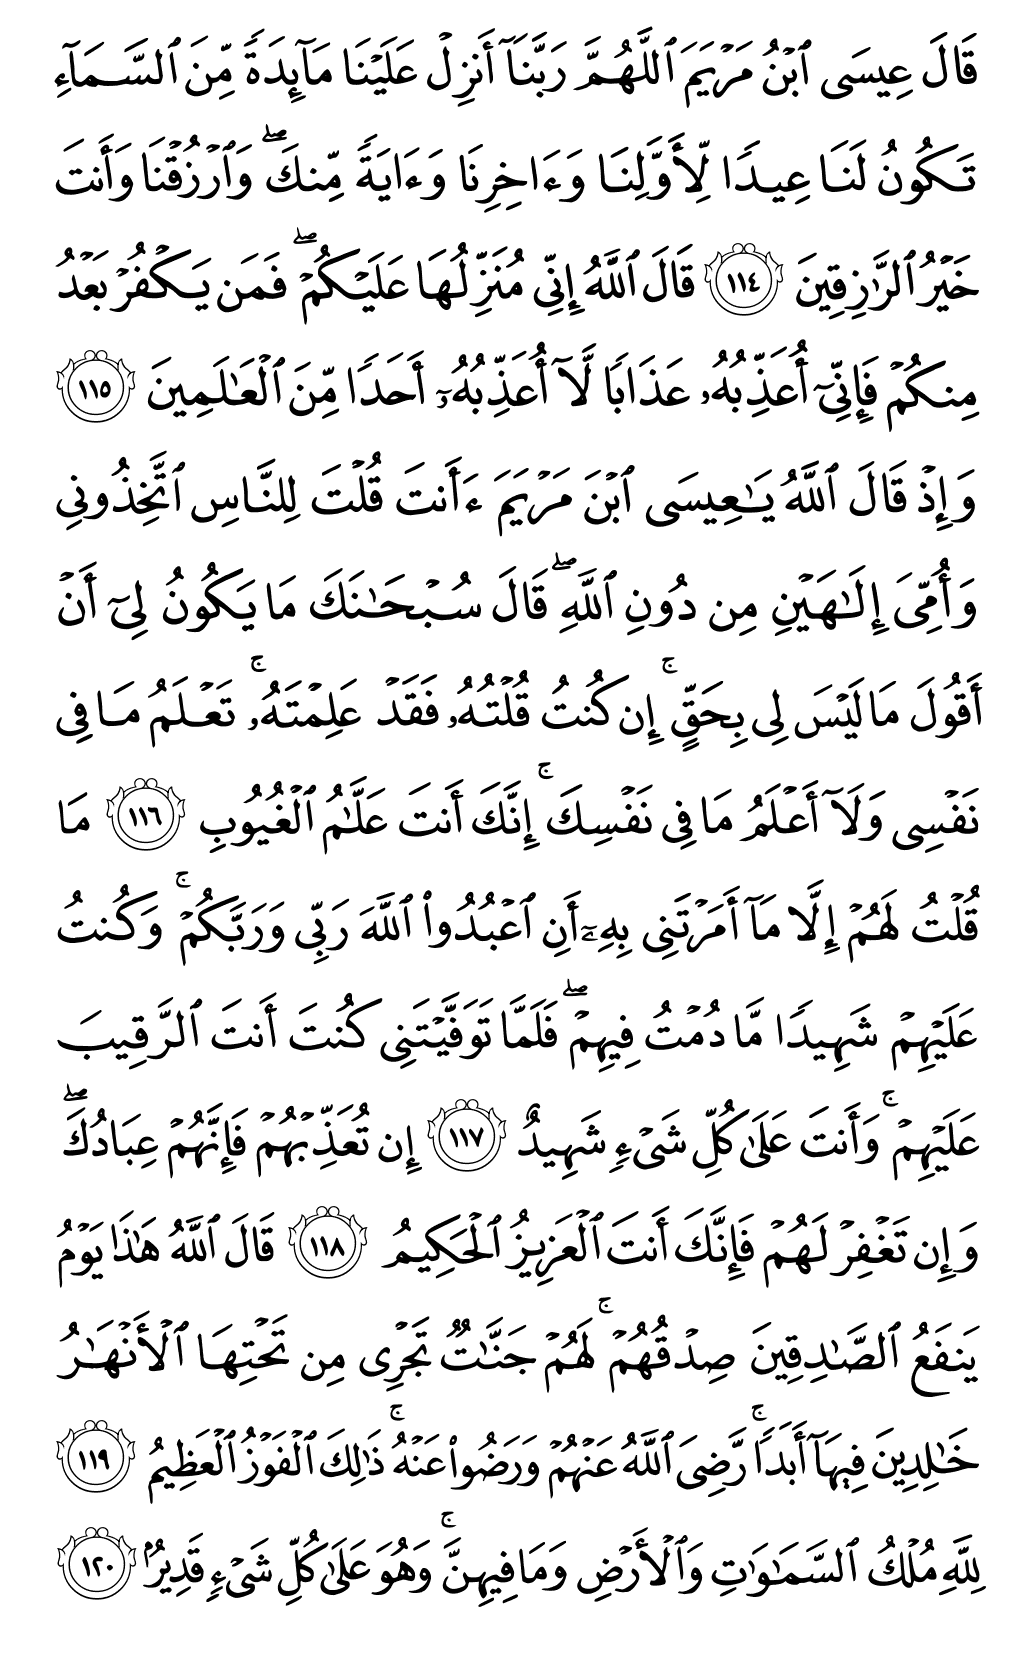 قَالَ عِيسَى ٱبْنُ مَرْيَمَ ٱللَّهُمَّ رَبَّنَآ أَنزِلْ عَلَيْنَا مَآئِدَةً مِّنَ ٱلسَّمَآءِ
تَكُونُ لَنَا عِيدًا لِّأَوَّلِنَا وَءَاخِرِنَا وَءَايَةً مِّنكَ ۖ وَٱرْزُقْنَا وَأَنتَ
خَيْرُ ٱلرَّٰزِقِينَ ١١٤ قَالَ ٱللَّهُ إِنِّى مُنَزِّلُهَا عَلَيْكُمْ ۖ فَمَن يَكْفُرْ بَعْدُ
مِنكُمْ فَإِنِّىٓ أُعَذِّبُهُۥ عَذَابًا لَّآ أُعَذِّبُهُۥٓ أَحَدًا مِّنَ ٱلْعَٰلَمِينَ ١١٥
وَإِذْ قَالَ ٱللَّهُ يَٰعِيسَى ٱبْنَ مَرْيَمَ ءَأَنتَ قُلْتَ لِلنَّاسِ ٱتَّخِذُونِى
وَأُمِّىَ إِلَٰهَيْنِ مِن دُونِ ٱللَّهِ ۖ قَالَ سُبْحَٰنَكَ مَا يَكُونُ لِىٓ أَنْ
أَقُولَ مَا لَيْسَ لِى بِحَقٍّ ۚ إِن كُنتُ قُلْتُهُۥ فَقَدْ عَلِمْتَهُۥ ۚ تَعْلَمُ مَا فِى
نَفْسِى وَلَآ أَعْلَمُ مَا فِى نَفْسِكَ ۚ إِنَّكَ أَنتَ عَلَّٰمُ ٱلْغُيُوبِ ١١٦ مَا
قُلْتُ لَهُمْ إِلَّا مَآ أَمَرْتَنِى بِهِۦٓ أَنِ ٱعْبُدُوا۟ ٱللَّهَ رَبِّى وَرَبَّكُمْ ۚ وَكُنتُ
عَلَيْهِمْ شَهِيدًا مَّا دُمْتُ فِيهِمْ ۖ فَلَمَّا تَوَفَّيْتَنِى كُنتَ أَنتَ ٱلرَّقِيبَ
عَلَيْهِمْ ۚ وَأَنتَ عَلَىٰ كُلِّ شَىْءٍ شَهِيدٌ ١١٧ إِن تُعَذِّبْهُمْ فَإِنَّهُمْ عِبَادُكَ ۖ
وَإِن تَغْفِرْ لَهُمْ فَإِنَّكَ أَنتَ ٱلْعَزِيزُ ٱلْحَكِيمُ ١١٨ قَالَ ٱللَّهُ هَٰذَا يَوْمُ
يَنفَعُ ٱلصَّٰدِقِينَ صِدْقُهُمْ ۚ لَهُمْ جَنَّٰتٌ تَجْرِى مِن تَحْتِهَا ٱلْأَنْهَٰرُ
خَٰلِدِينَ فِيهَآ أَبَدًا ۚ رَّضِىَ ٱللَّهُ عَنْهُمْ وَرَضُوا۟ عَنْهُ ۚ ذَٰلِكَ ٱلْفَوْزُ ٱلْعَظِيمُ ١١٩
لِلَّهِ مُلْكُ ٱلسَّمَٰوَٰتِ وَٱلْأَرْضِ وَمَا فِيهِنَّ ۚ وَهُوَ عَلَىٰ كُلِّ شَىْءٍ قَدِيرٌۢ ١٢٠